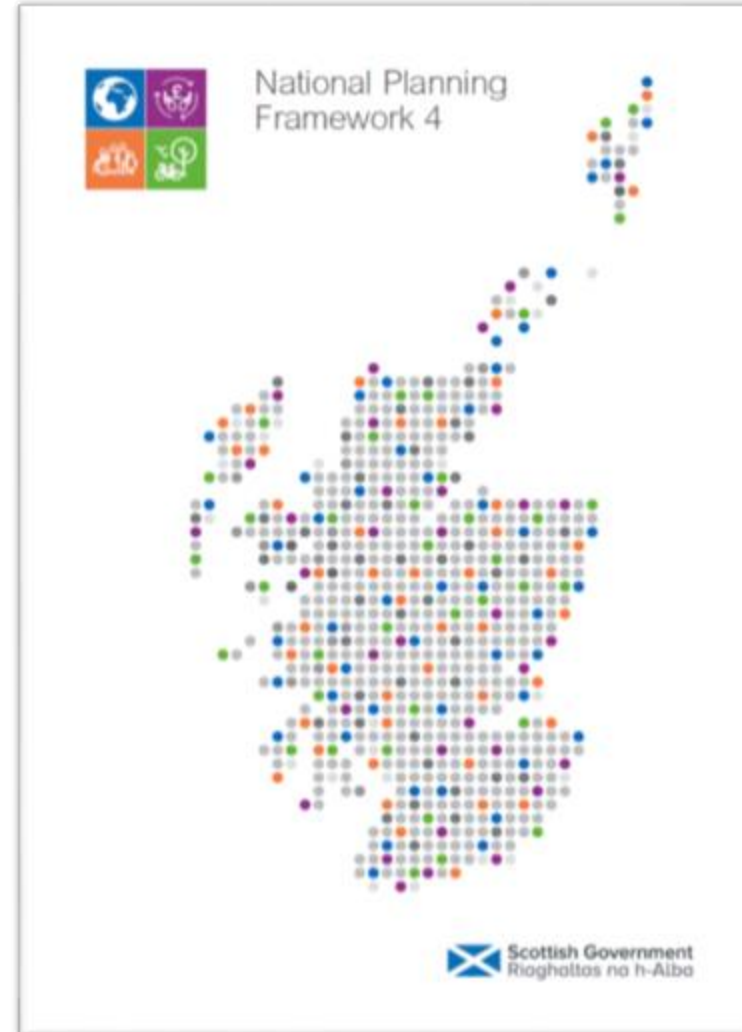 National Planning
Framework 4
Scottish Government
Riaghaltas na h-Alba